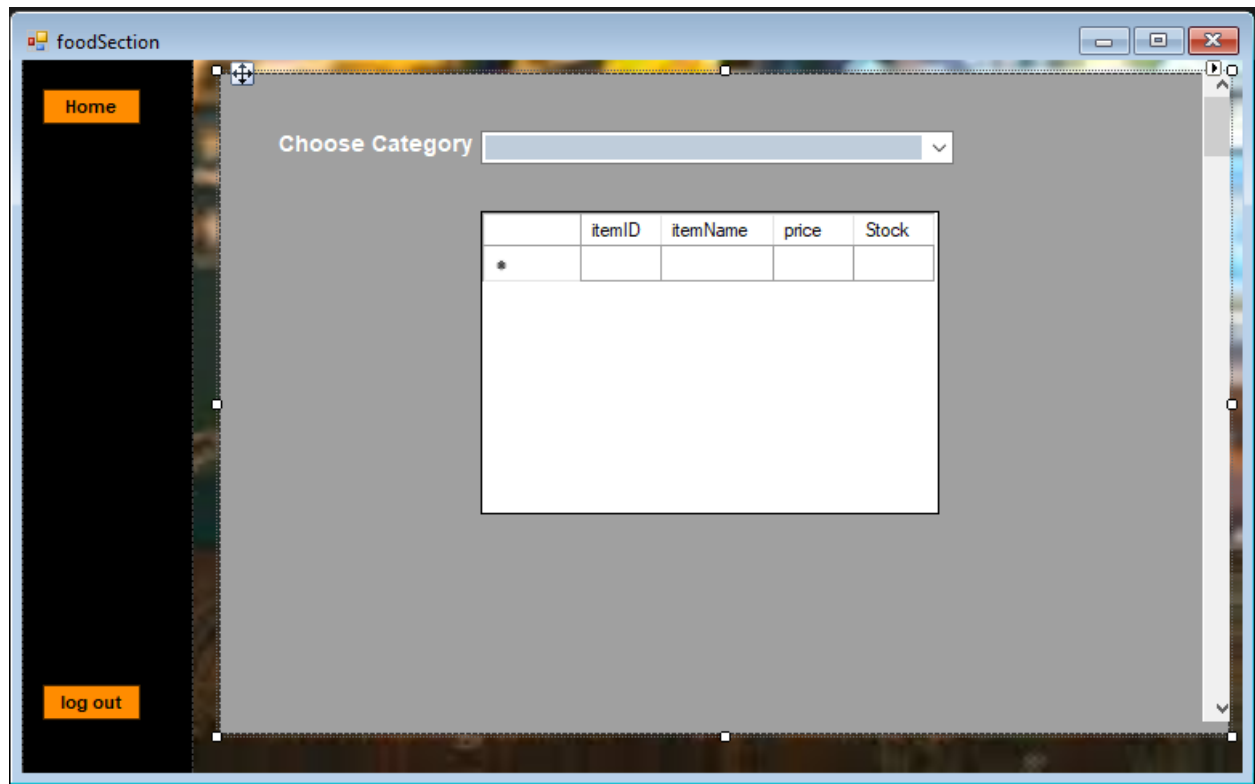 foodSection
Home
Choose Category
itemID itemName price Stock
log out